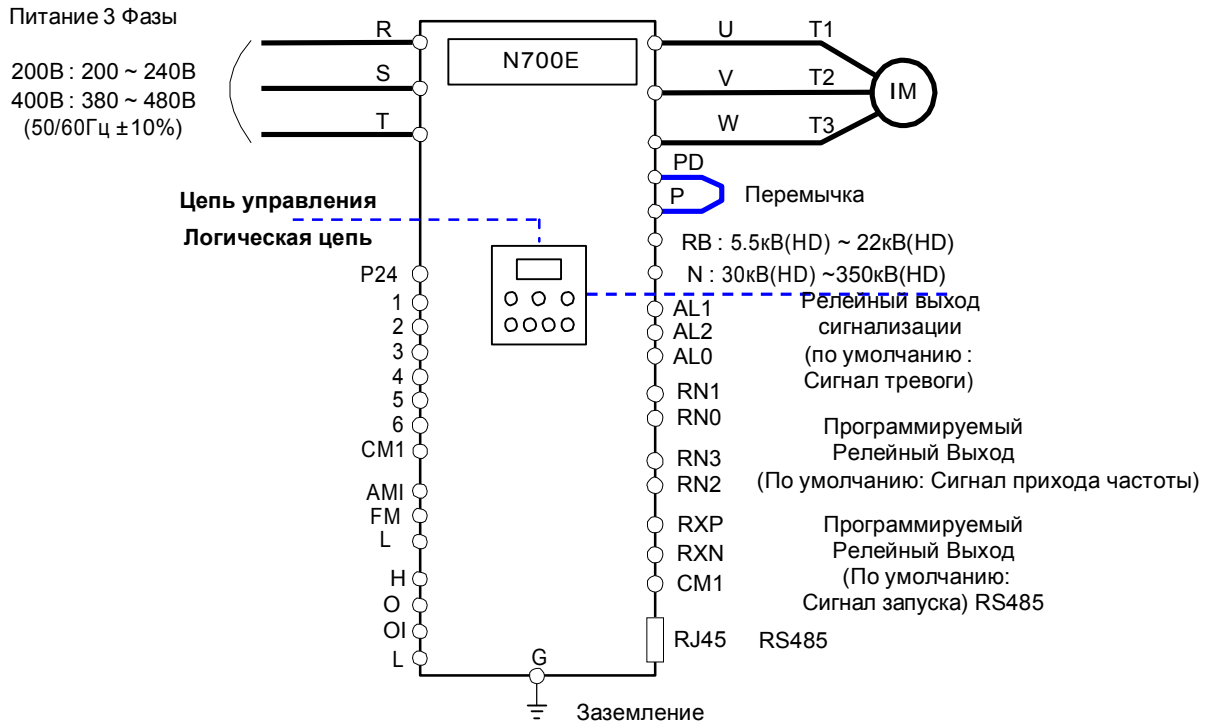 Питание 3 Фазы
200В : 200 ~ 240В
400В : 380 ~ 480В
(50/60Гц ±10%)
R
S
T
N700E
U
T1
V
T2
W
T3
IM
PD
P
Перемычка
Цепь управления
Логическая цепь
RB : 5.5кВ(HD) ~ 22кВ(HD)
N : 30кВ(HD) ~350кВ(HD)
P24
1
2
3
4
5
6
CM1
AMI
FM
L
H
O
OI
L
AL1
AL2
AL0
Релейный выход
сигнализации
(по умолчанию :
Сигнал тревоги)
RN1
RN0
RN3
RN2
Программируемый
Релейный Выход
(По умолчанию: Сигнал прихода частоты)
RXP
RXN
CM1
Программируемый
Релейный Выход
(По умолчанию:
Сигнал запуска) RS485
RJ45
RS485
G
Заземление